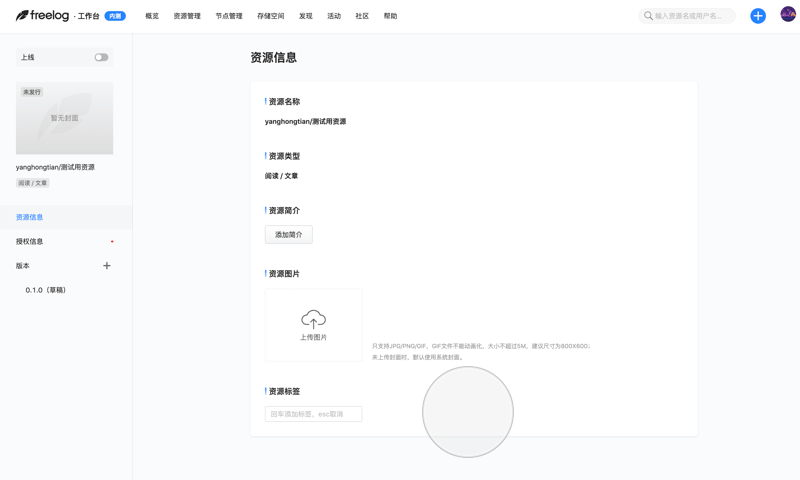 freelog · 工作台 内测 概览 资源管理 节点管理 存储空间 发现 活动 社区 帮助 输入资源名或用户名...
上线
未发行
暂无封面
yanghongtian/测试用资源
阅读 / 文章
资源信息
授权信息
版本
0.1.0（草稿）
资源信息
资源名称
yanghongtian/测试用资源
资源类型
阅读 / 文章
资源简介
添加简介
资源图片
上传图片
只支持JPG/PNG/GIF，GIF文件不能动画化，大小不超过5M，建议尺寸为800X600；
未上传封面时，默认使用系统封面。
资源标签
回车添加标签，esc取消